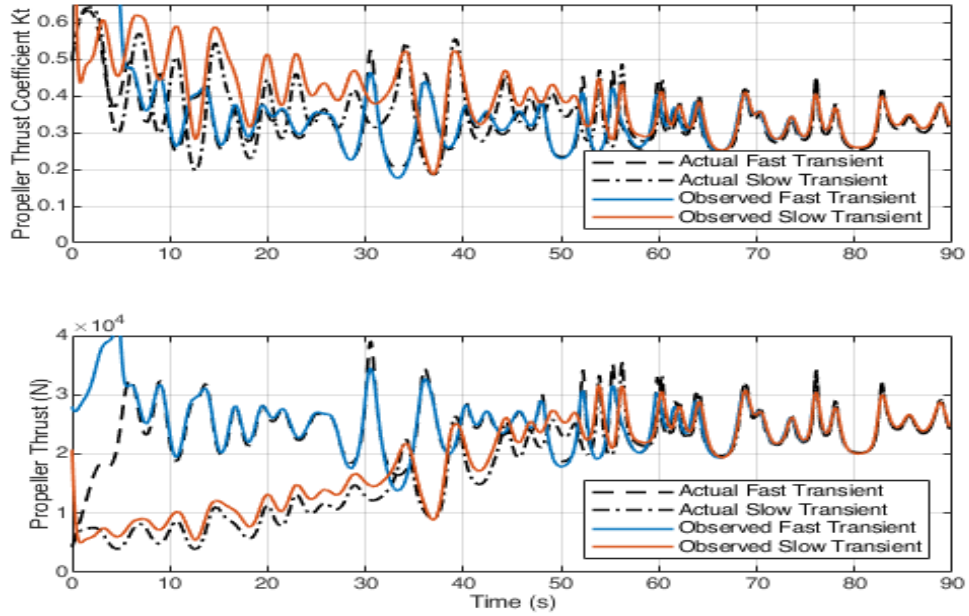 Propeller Thrust Coefficient Kt
0.6
0.5
0.4
0.3
0.2
0.1
0
0 10 20 30 40 50 60 70 80 90
Actual Fast Transient
Actual Slow Transient
Observed Fast Transient
Observed Slow Transient
Propeller Thrust (N)
×10⁴
4
3
2
1
0
0 10 20 30 40 50 60 70 80 90
Actual Fast Transient
Actual Slow Transient
Observed Fast Transient
Observed Slow Transient
Time (s)